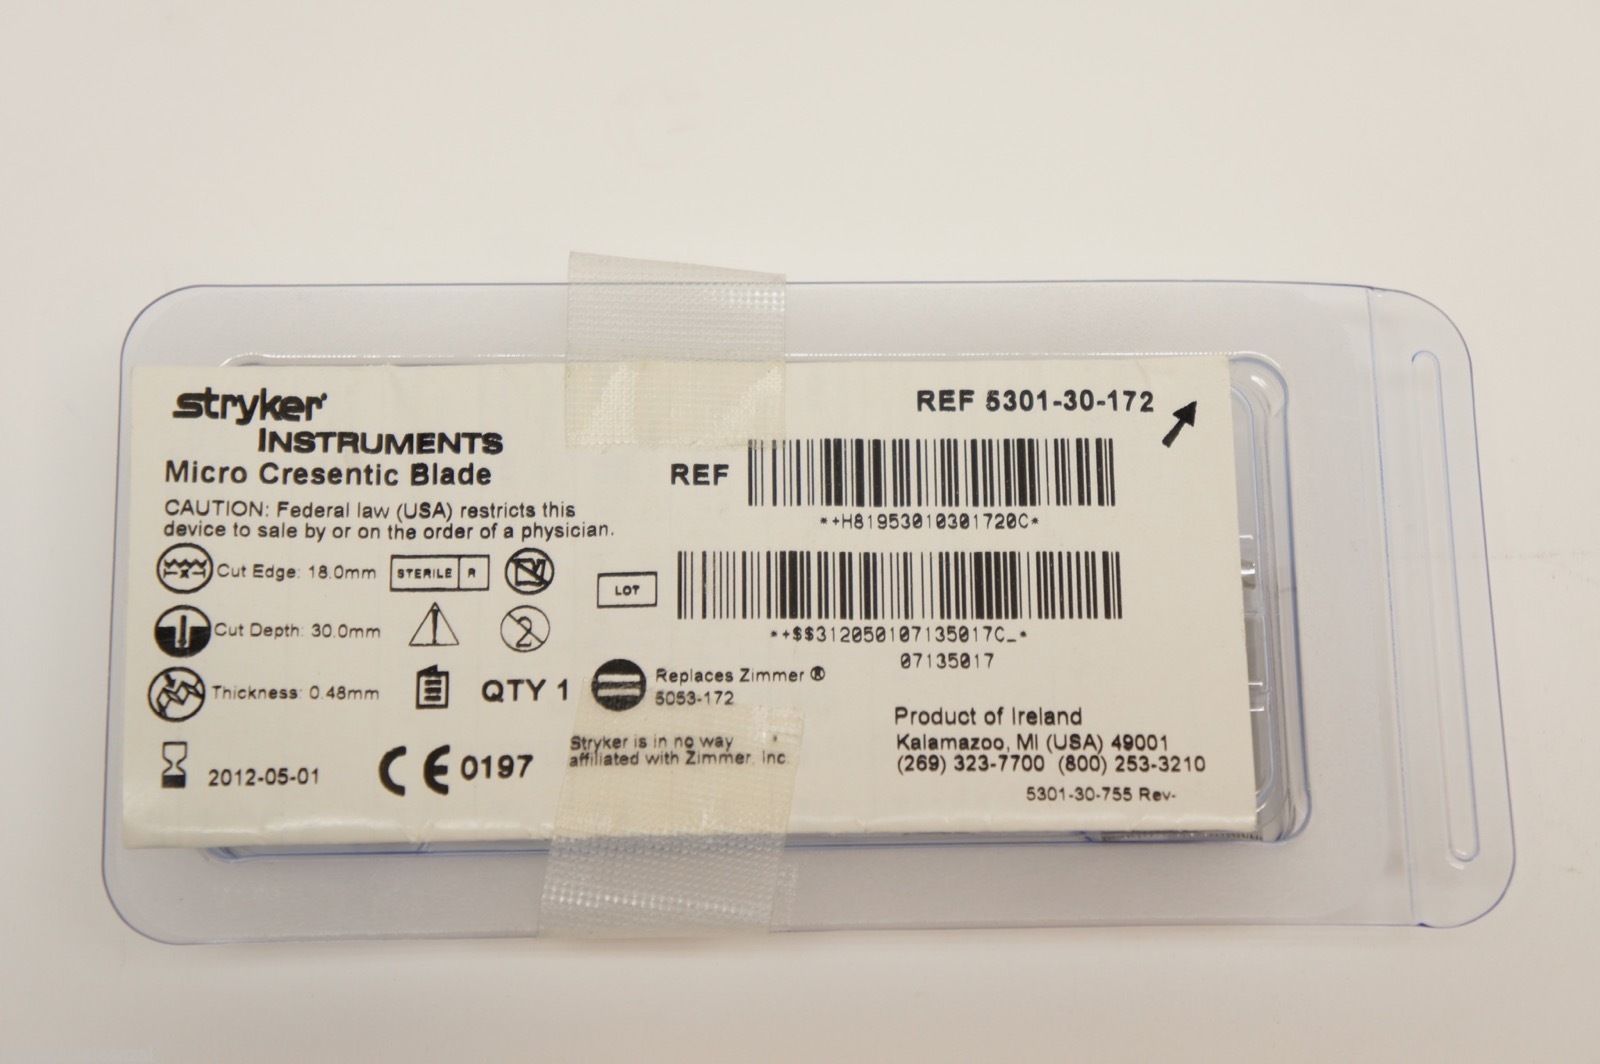 stryker
INSTRUMENTS
Micro Cresentic Blade
CAUTION: Federal law (USA) restricts this
device to sale by or on the order of a physician.
Cut Edge: 18.0mm
STERILE R
Cut Depth: 30.0mm
2
Thickness: 0.48mm
QTY 1
2012-05-01
CE 0197
REF 5301-30-172
REF
*+H8195301030172​0C*
LOT
*+$$312050107135017C_*
07135017
Replaces Zimmer ®
5053-172
Stryker is in no way
affiliated with Zimmer, Inc.
Product of Ireland
Kalamazoo, MI (USA) 49001
(269) 323-7700 (800) 253-3210
5301-30-755 Rev-